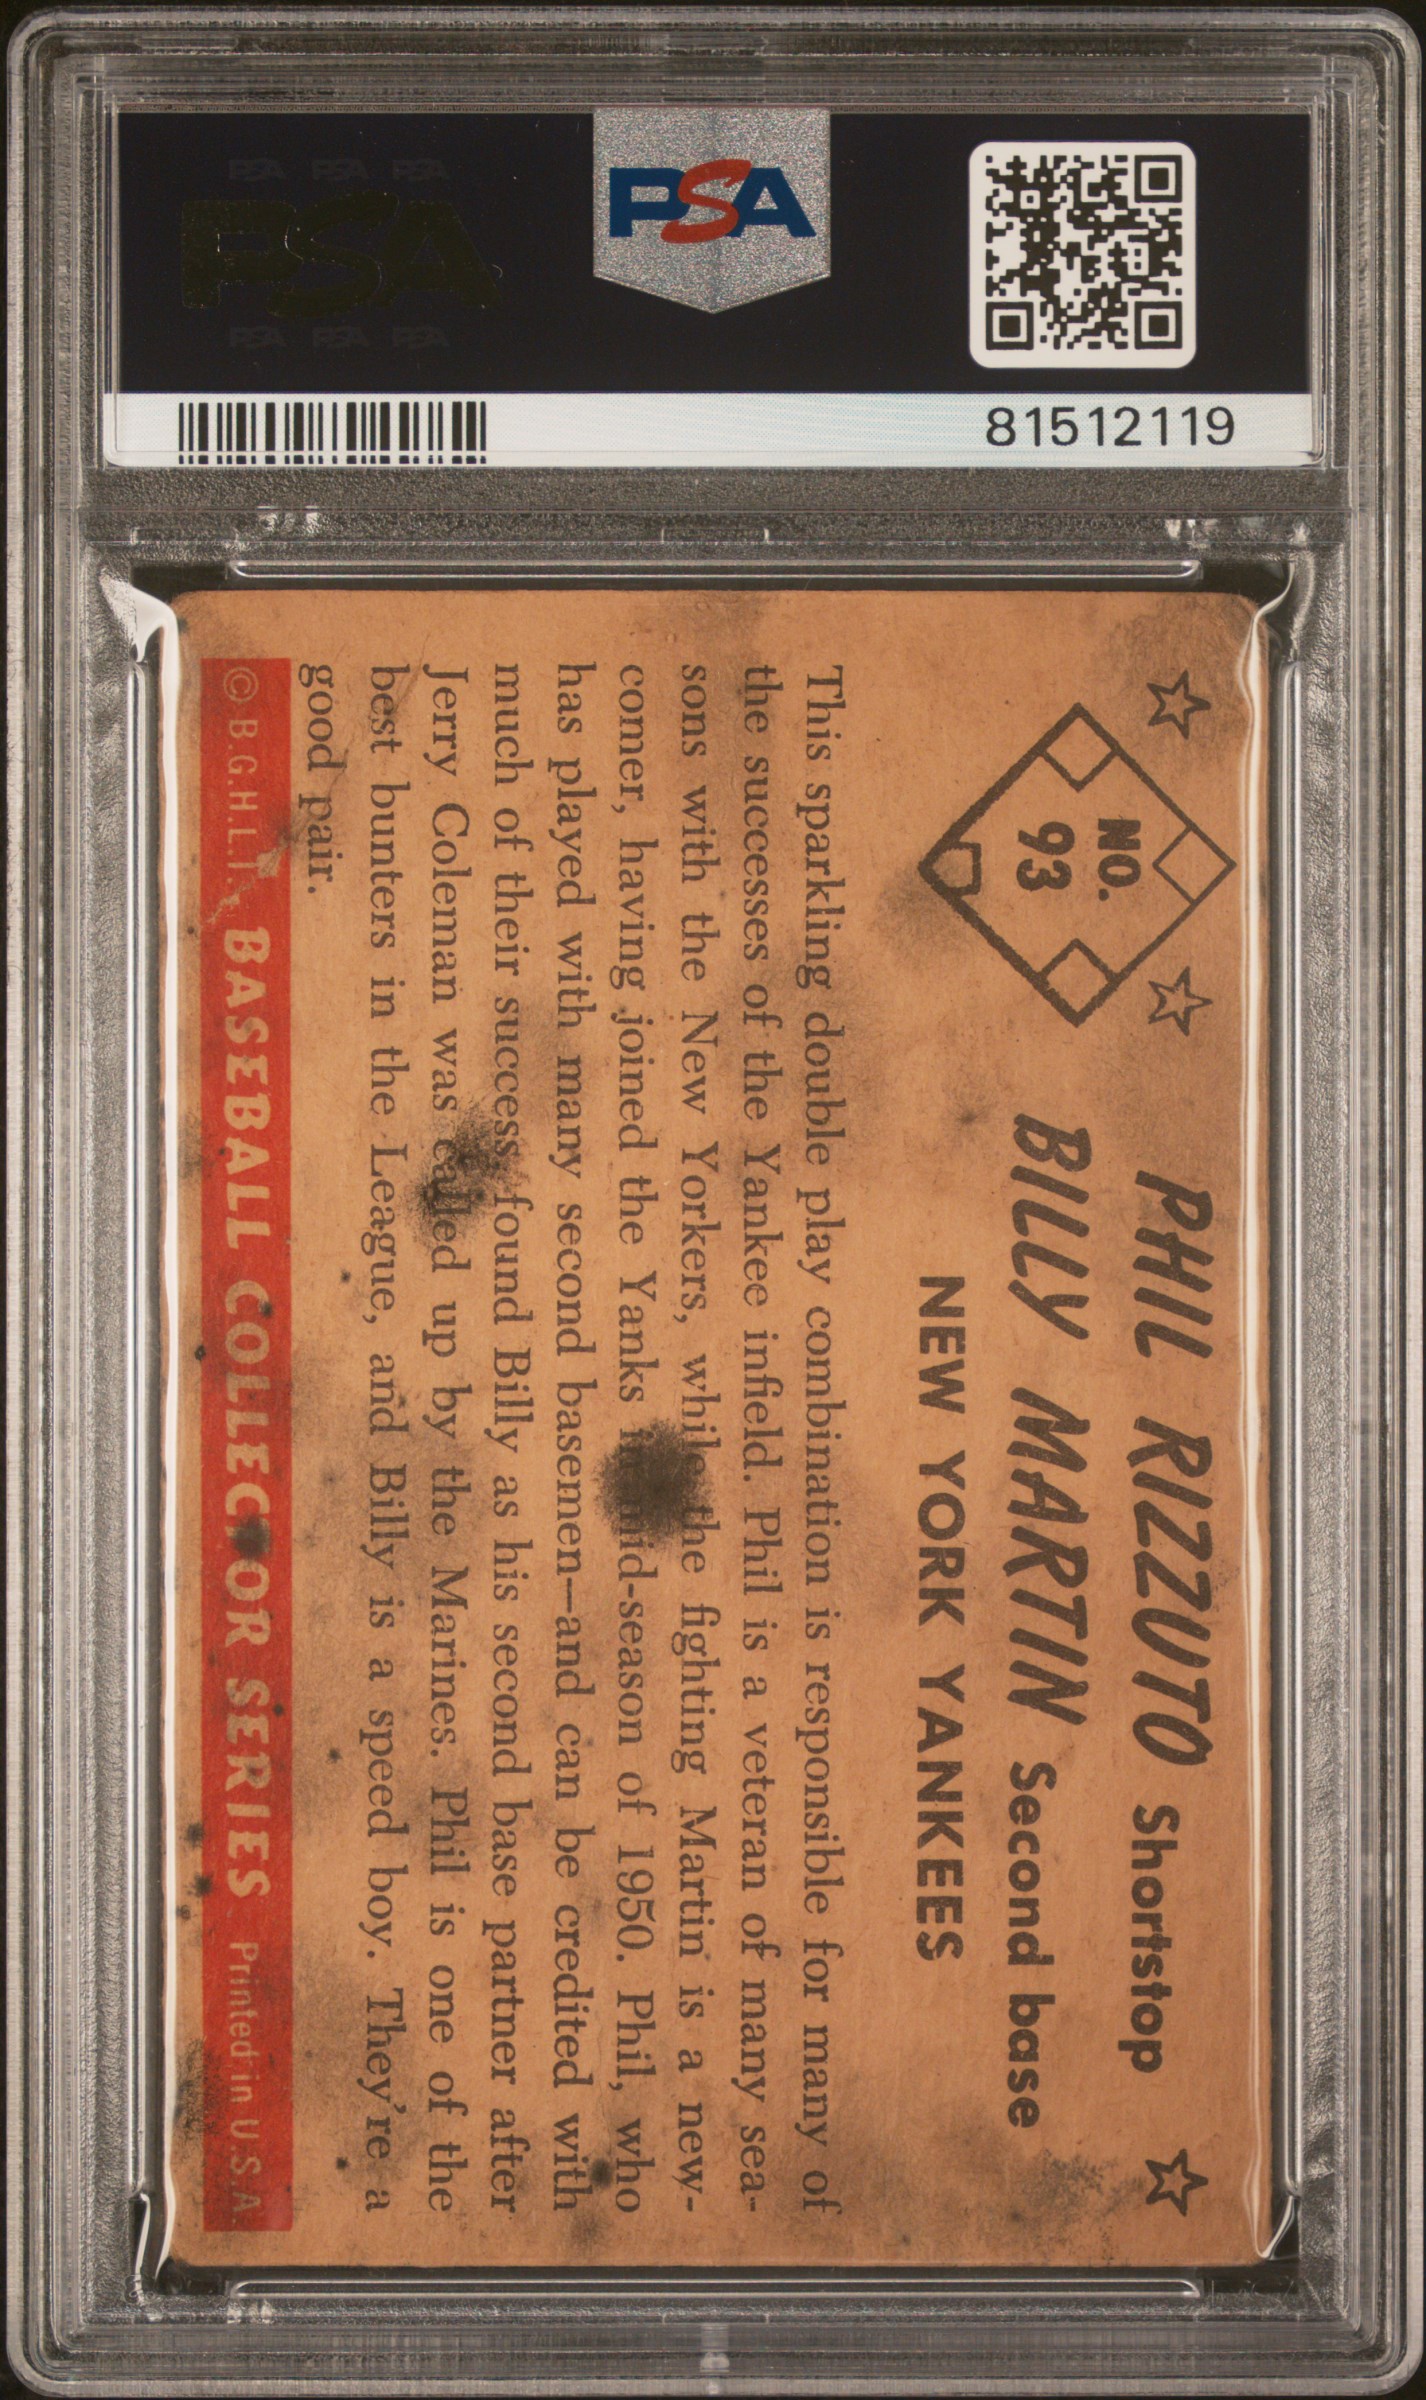 PSA PSA PSA
PSA
PSA PSA PSA
PSA
81512119
PHIL RIZZUTO Shortstop
NO. 93
BILLY MARTIN Second base
NEW YORK YANKEES
This sparkling double play combination is responsible for many of
the successes of the Yankee infield. Phil is a veteran of many sea-
sons with the New Yorkers, while the fighting Martin is a new-
comer, having joined the Yanks in mid-season of 1950. Phil, who
has played with many second basemen—and can be credited with
much of their success, found Billy as his second base partner after
Jerry Coleman was called up by the Marines. Phil is one of the
best bunters in the League, and Billy is a speed boy. They're a
good pair.
© B.G.H.L.I. BASEBALL COLLECTOR SERIES Printed in U.S.A.